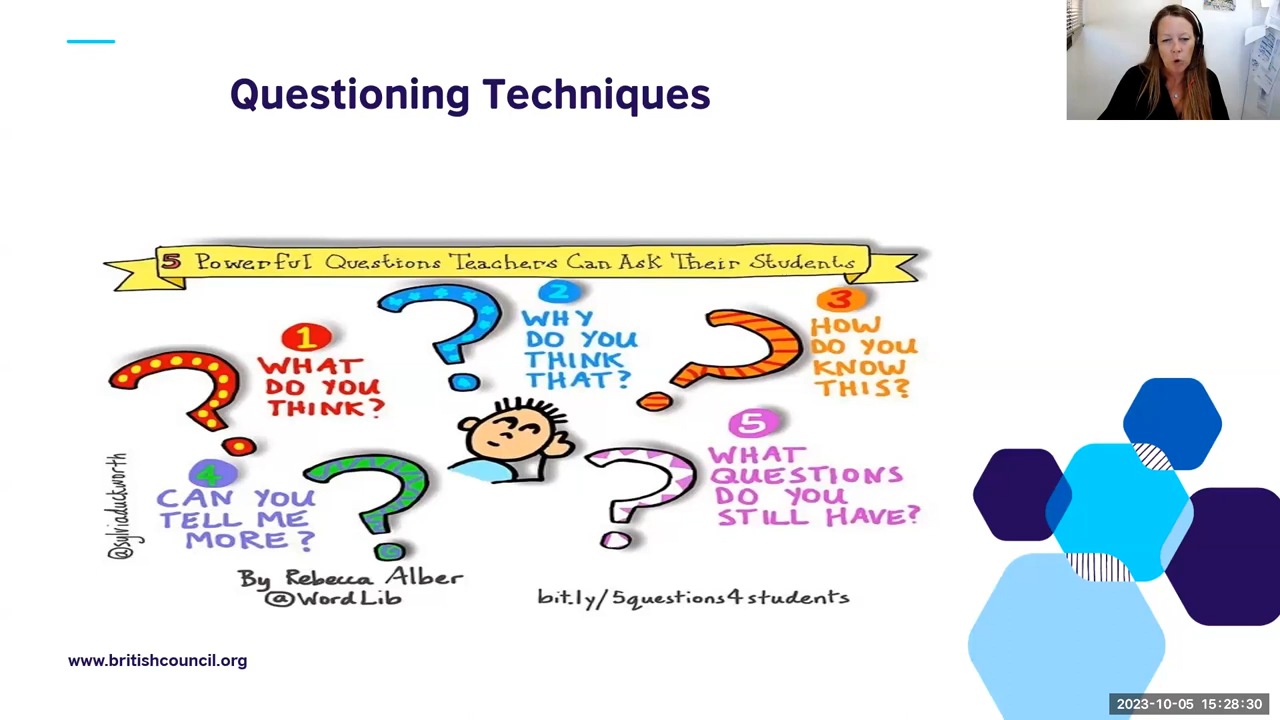 Questioning Techniques
5 Powerful Questions Teachers Can Ask Their Students
1
WHAT
DO YOU
THINK?
2
WHY
DO YOU
THINK
THAT?
3
HOW
DO YOU
KNOW
THIS?
4
CAN YOU
TELL ME
MORE?
5
WHAT
QUESTIONS
DO YOU
STILL HAVE?
@sylviaduckworth
By Rebecca Alber
@WordLib
bit.ly/5questions4students
www.britishcouncil.org
2023-10-05 15:28:30